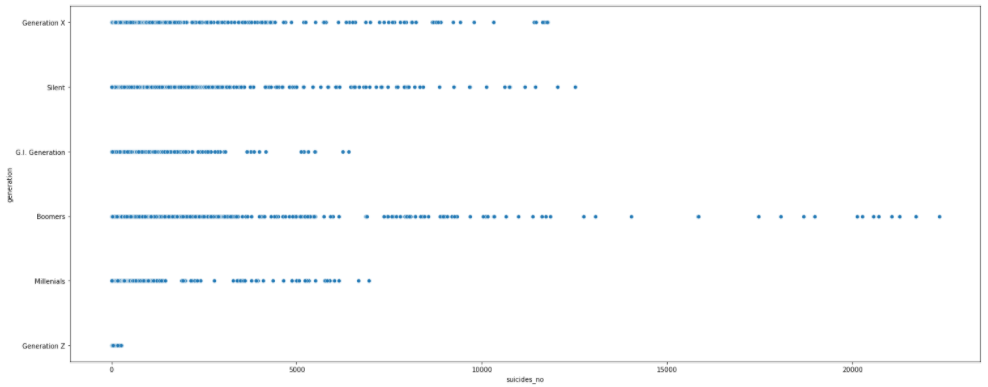 Generation X
Silent
G.I. Generation
Boomers
Millenials
Generation Z
generation
0 5000 10000 15000 20000
suicides_no